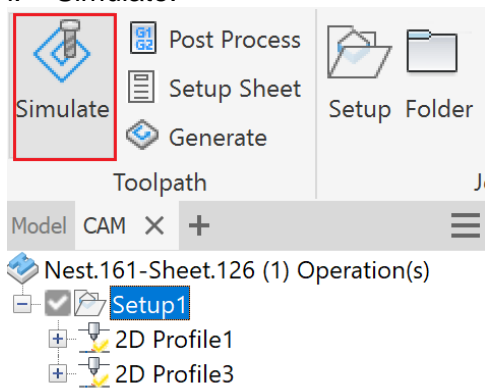 Simulate
G1
G2
Post Process
Setup Sheet
Generate
Setup Folder
Toolpath
Model CAM
Nest.161-Sheet.126 (1) Operation(s)
Setup1
2D Profile1
2D Profile3